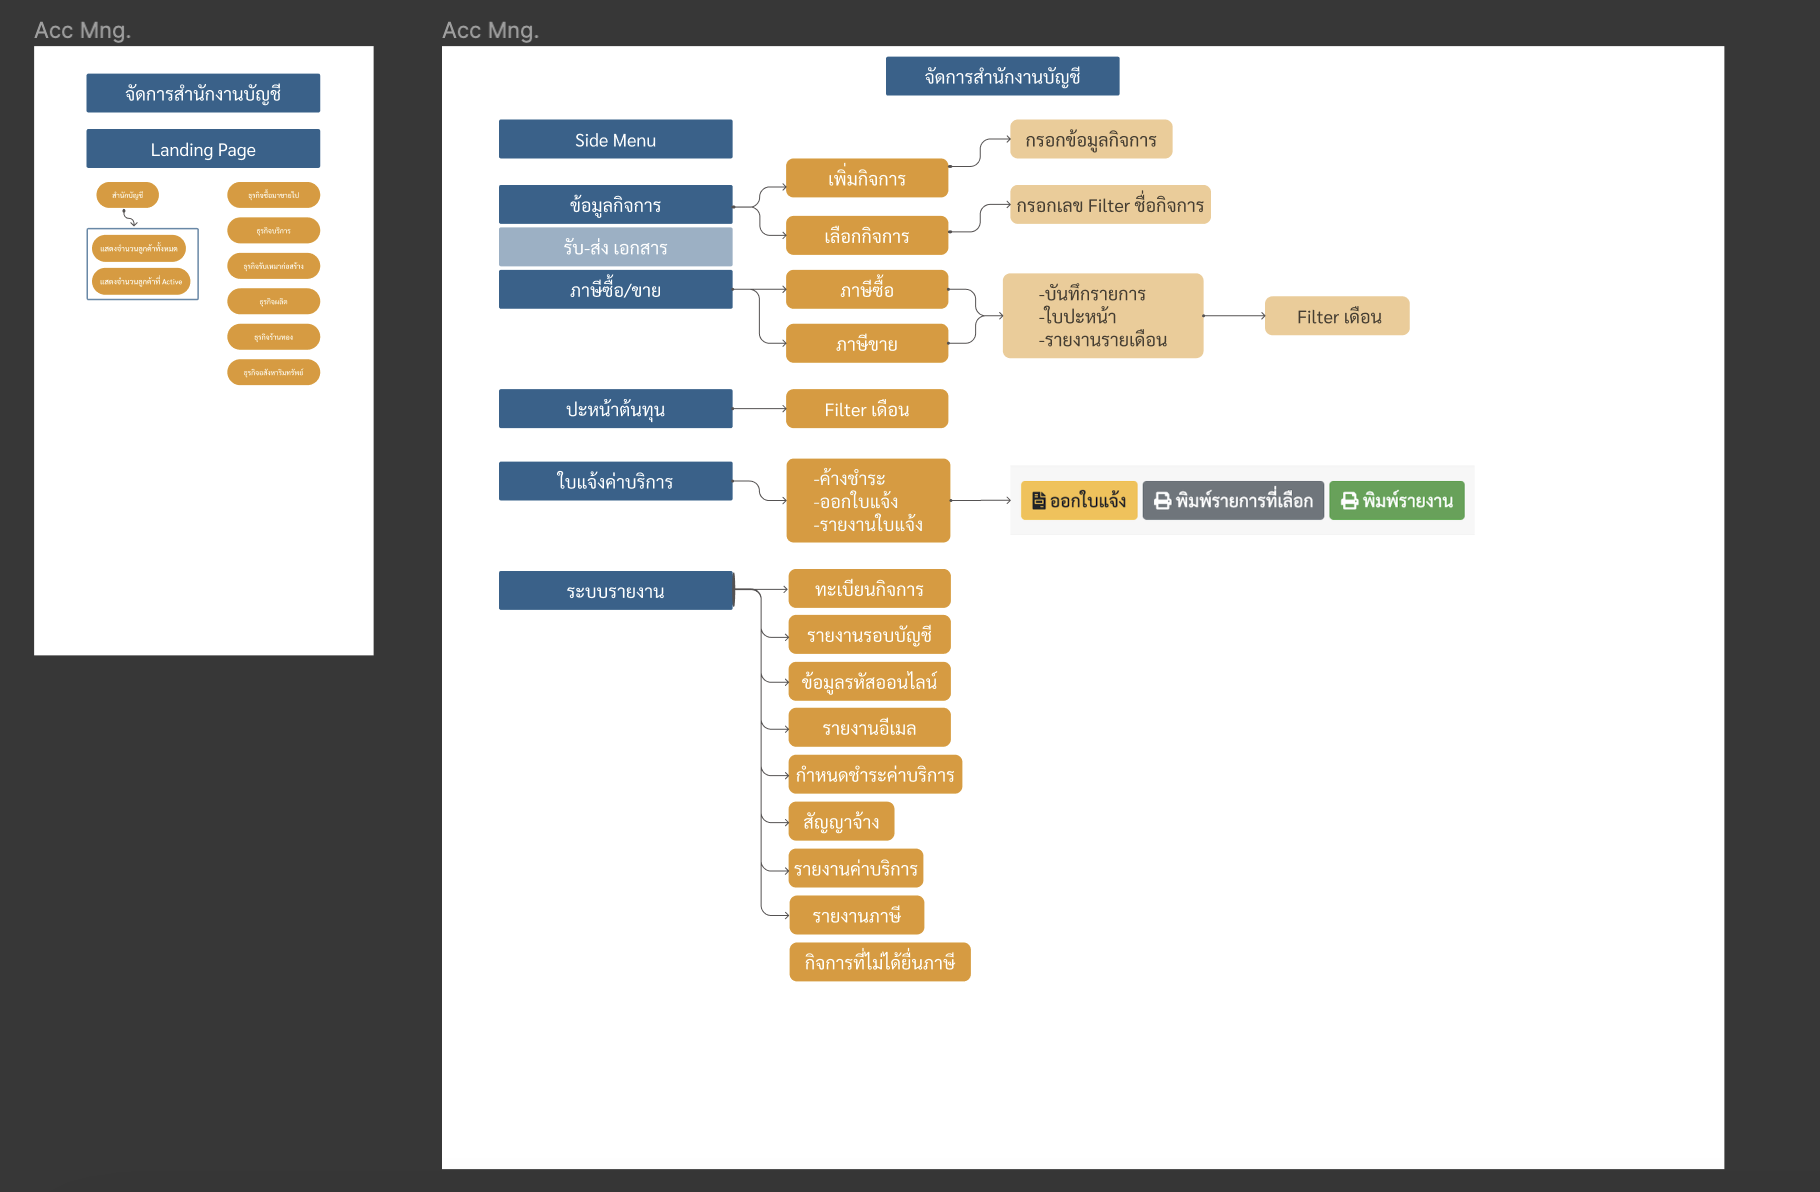 Acc Mng.
จัดการสำนักงานบัญชี
Landing Page
สำนักบัญชี
แสดงจำนวนลูกค้าทั้งหมด
แสดงจำนวนลูกค้าที่ Active
ธุรกิจซื้อมาขายไป
ธุรกิจบริการ
ธุรกิจรับเหมาก่อสร้าง
ธุรกิจผลิต
ธุรกิจร้านทอง
ธุรกิจอสังหาริมทรัพย์
Acc Mng.
จัดการสำนักงานบัญชี
Side Menu
ข้อมูลกิจการ
เพิ่มกิจการ
กรอกข้อมูลกิจการ
เลือกกิจการ
กรอกเลข Filter ชื่อกิจการ
รับ-ส่ง เอกสาร
ภาษีซื้อ/ขาย
ภาษีซื้อ
ภาษีขาย
-บันทึกรายการ
-ใบปะหน้า
-รายงานรายเดือน
Filter เดือน
ปะหน้าต้นทุน
Filter เดือน
ใบแจ้งค่าบริการ
-ค้างชำระ
-ออกใบแจ้ง
-รายงานใบแจ้ง
ออกใบแจ้ง
พิมพ์รายการที่เลือก
พิมพ์รายงาน
ระบบรายงาน
ทะเบียนกิจการ
รายงานรอบบัญชี
ข้อมูลรหัสออนไลน์
รายงานอีเมล
กำหนดชำระค่าบริการ
สัญญาจ้าง
รายงานค่าบริการ
รายงานภาษี
กิจการที่ไม่ได้ยื่นภาษี